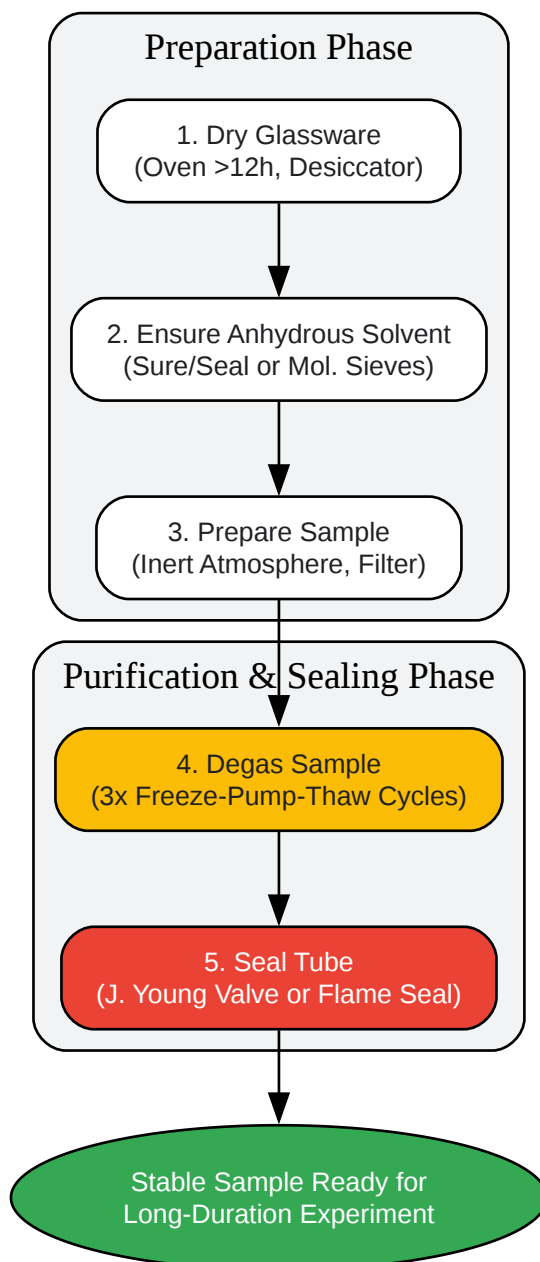 Preparation Phase
1. Dry Glassware
(Oven >12h, Desiccator)
2. Ensure Anhydrous Solvent
(Sure/Seal or Mol. Sieves)
3. Prepare Sample
(Inert Atmosphere, Filter)
Purification & Sealing Phase
4. Degas Sample
(3x Freeze-Pump-Thaw Cycles)
5. Seal Tube
(J. Young Valve or Flame Seal)
Stable Sample Ready for
Long-Duration Experiment